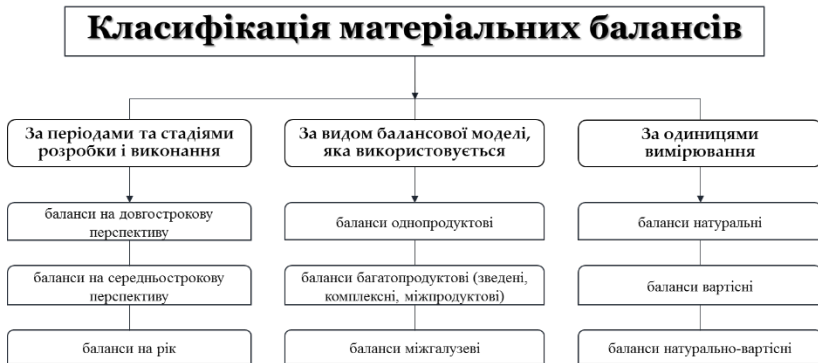 Класифікація матеріальних балансів
За періодами та стадіями
розробки і виконання
баланси на довгострокову
перспективу
баланси на середньострокову
перспективу
баланси на рік
За видом балансової моделі,
яка використовується
баланси однопродуктові
баланси багатопродуктові (зведені,
комплексні, міжпродуктові)
баланси міжгалузеві
За одиницями
вимірювання
баланси натуральні
баланси вартісні
баланси натурально-вартісні